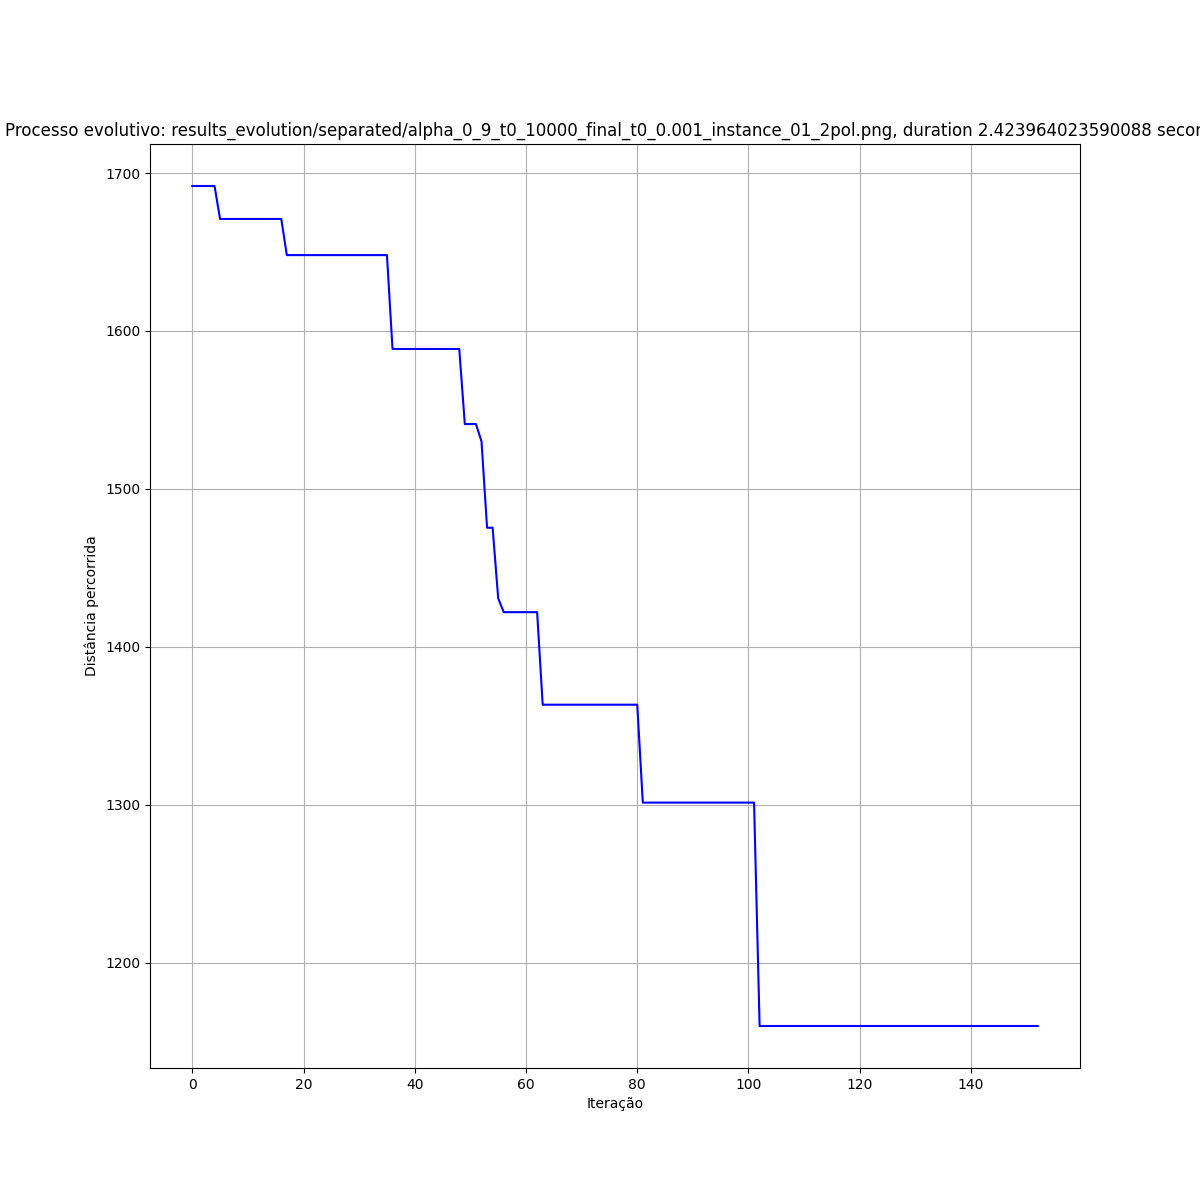 Processo evolutivo: results_evolution/separated/alpha_0_9_t0_10000_final_t0_0.001_instance_01_2pol.png, duration 2.423964023590088
1700
1600
1500
1400
1300
1200
Distância percorrida
0 20 40 60 80 100 120 140
Iteração